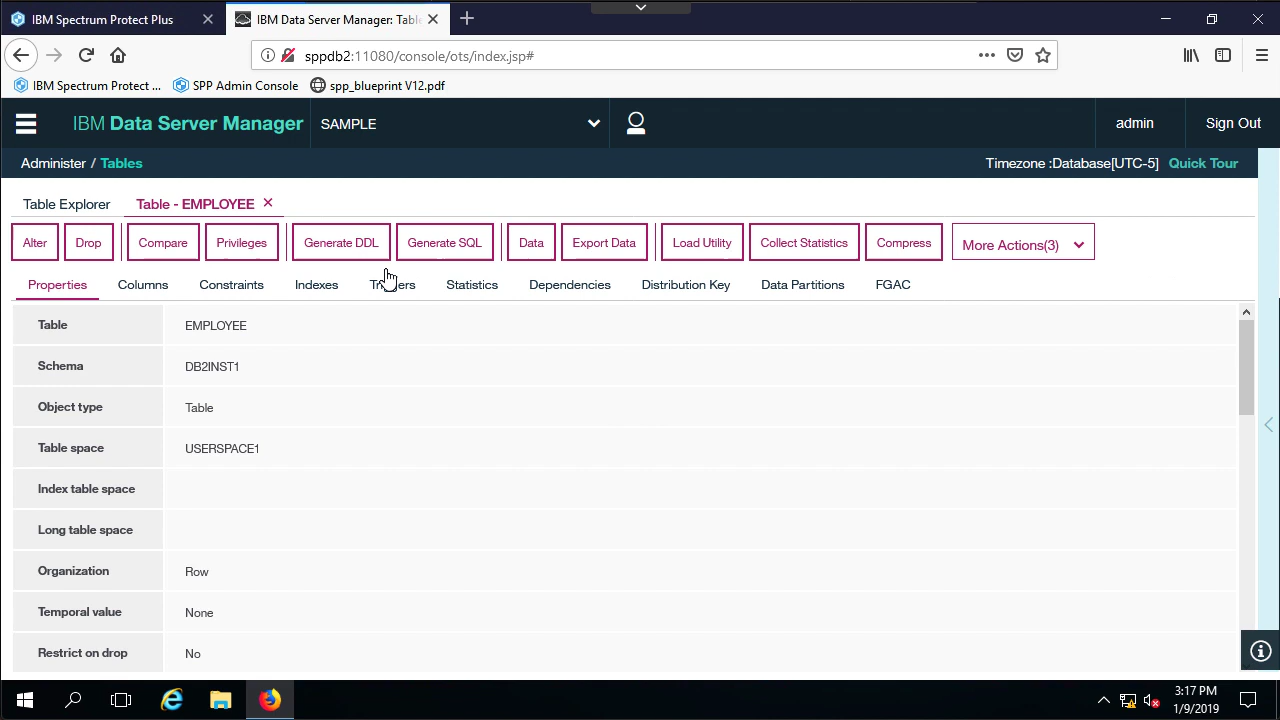 IBM Spectrum Protect Plus
IBM Data Server Manager: Table
sppdb2:11080/console/ots/index.jsp#
IBM Spectrum Protect ... SPP Admin Console spp_blueprint V12.pdf
IBM Data Server Manager SAMPLE admin Sign Out
Administer / Tables Timezone :Database[UTC-5] Quick Tour
Table Explorer Table - EMPLOYEE
Alter Drop Compare Privileges Generate DDL Generate SQL Data Export Data Load Utility Collect Statistics Compress More Actions(3)
Properties Columns Constraints Indexes Statistics Dependencies Distribution Key Data Partitions FGAC
Table EMPLOYEE
Schema DB2INST1
Object type Table
Table space USERSPACE1
Index table space
Long table space
Organization Row
Temporal value None
Restrict on drop No
3:17 PM
1/9/2019